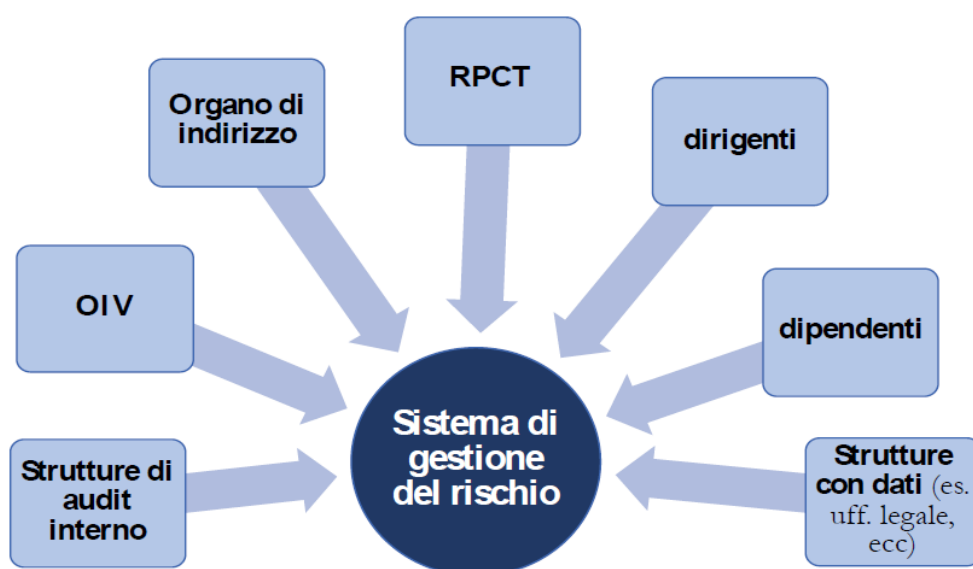 RPCT
Organo di
indirizzo
dirigenti
OIV
dipendenti
Sistema di
gestione
del rischio
Strutture di
audit
interno
Strutture
con dati (es.
uff. legale,
ecc)